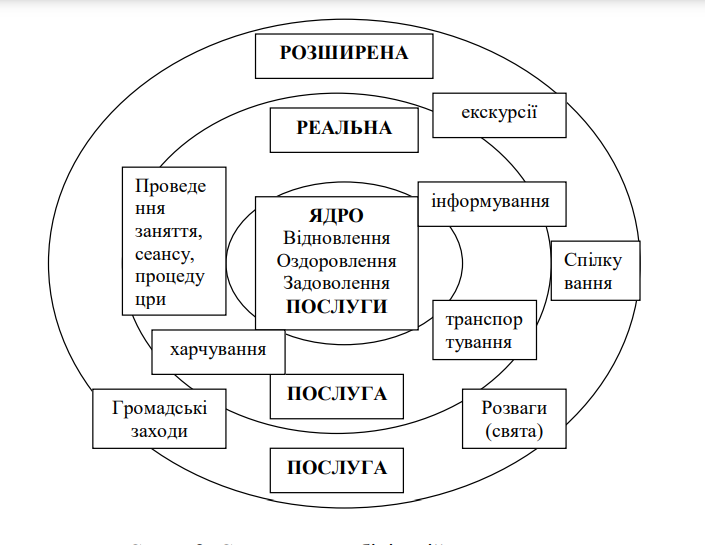 РОЗШИРЕНА
екскурсії
РЕАЛЬНА
Проведе
ння
заняття,
сеансу,
процеду
ьри
інформування
ЯДРО
Відновлення
Оздоровлення
Задоволення
ПОСЛУГИ
Спілку
вання
транспор
тування
харчування
ПОСЛУГА
Громадські
заходи
Розваги
(свята)
ПОСЛУГА